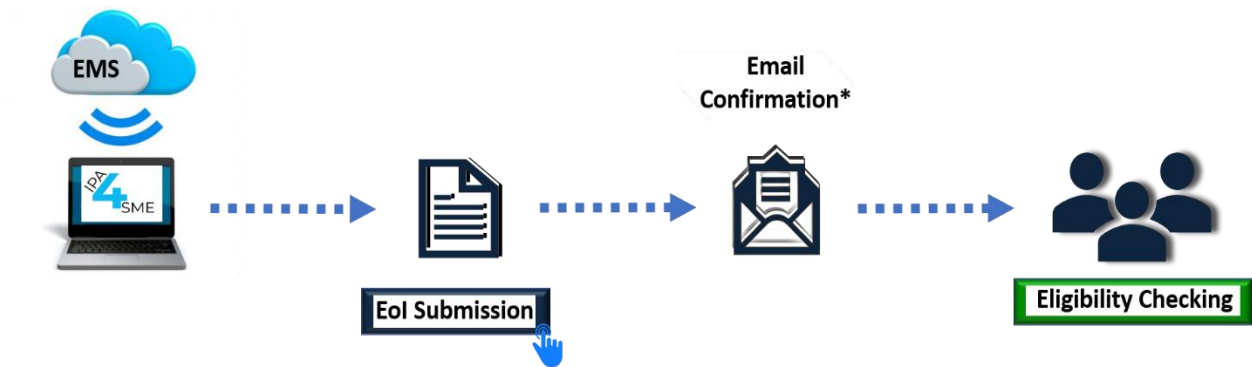 EMS
IPA
4
SME
EoI Submission
Email
Confirmation*
Eligibility Checking